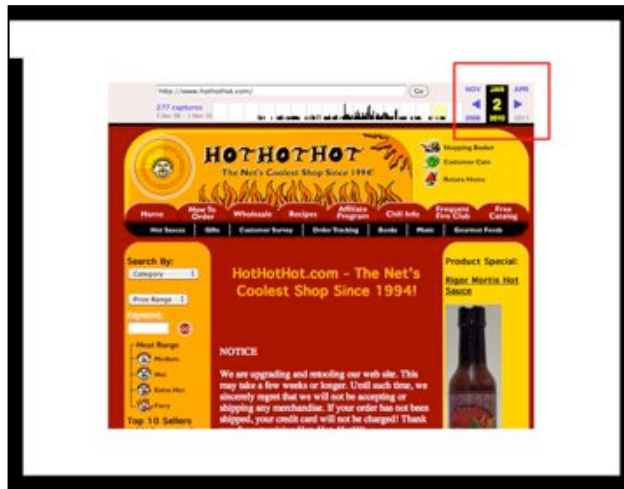 http://www.hothothot.com/
Go
NOV JAN APR
277 captures
2
2010
HOTHOTHOT
The Net's Coolest Shop Since 1994!
Shopping Basket
Customer Care
Return Home
Home
How To Order
Wholesale
Recipes
Affiliate Program
Chili Info
Frequent Fire Club
Free Catalog
Hot Sauces
Gifts
Customer Survey
Order Tracking
Books
Music
Gourmet Foods
Search By:
Category
Price Range
Keyword:
GO
Heat Range
Medium
Hot
Extra Hot
Fiery
Top 10 Sellers
HotHotHot.com - The Net's
Coolest Shop Since 1994!
NOTICE
We are upgrading and retooling our web site. This
may take a few weeks or longer. Until such time, we
sincerely regret that we will not be accepting or
shipping any merchandise. If your order has not been
shipped, your credit card will not be charged! Thank
Product Special:
Rigor Mortis Hot
Sauce